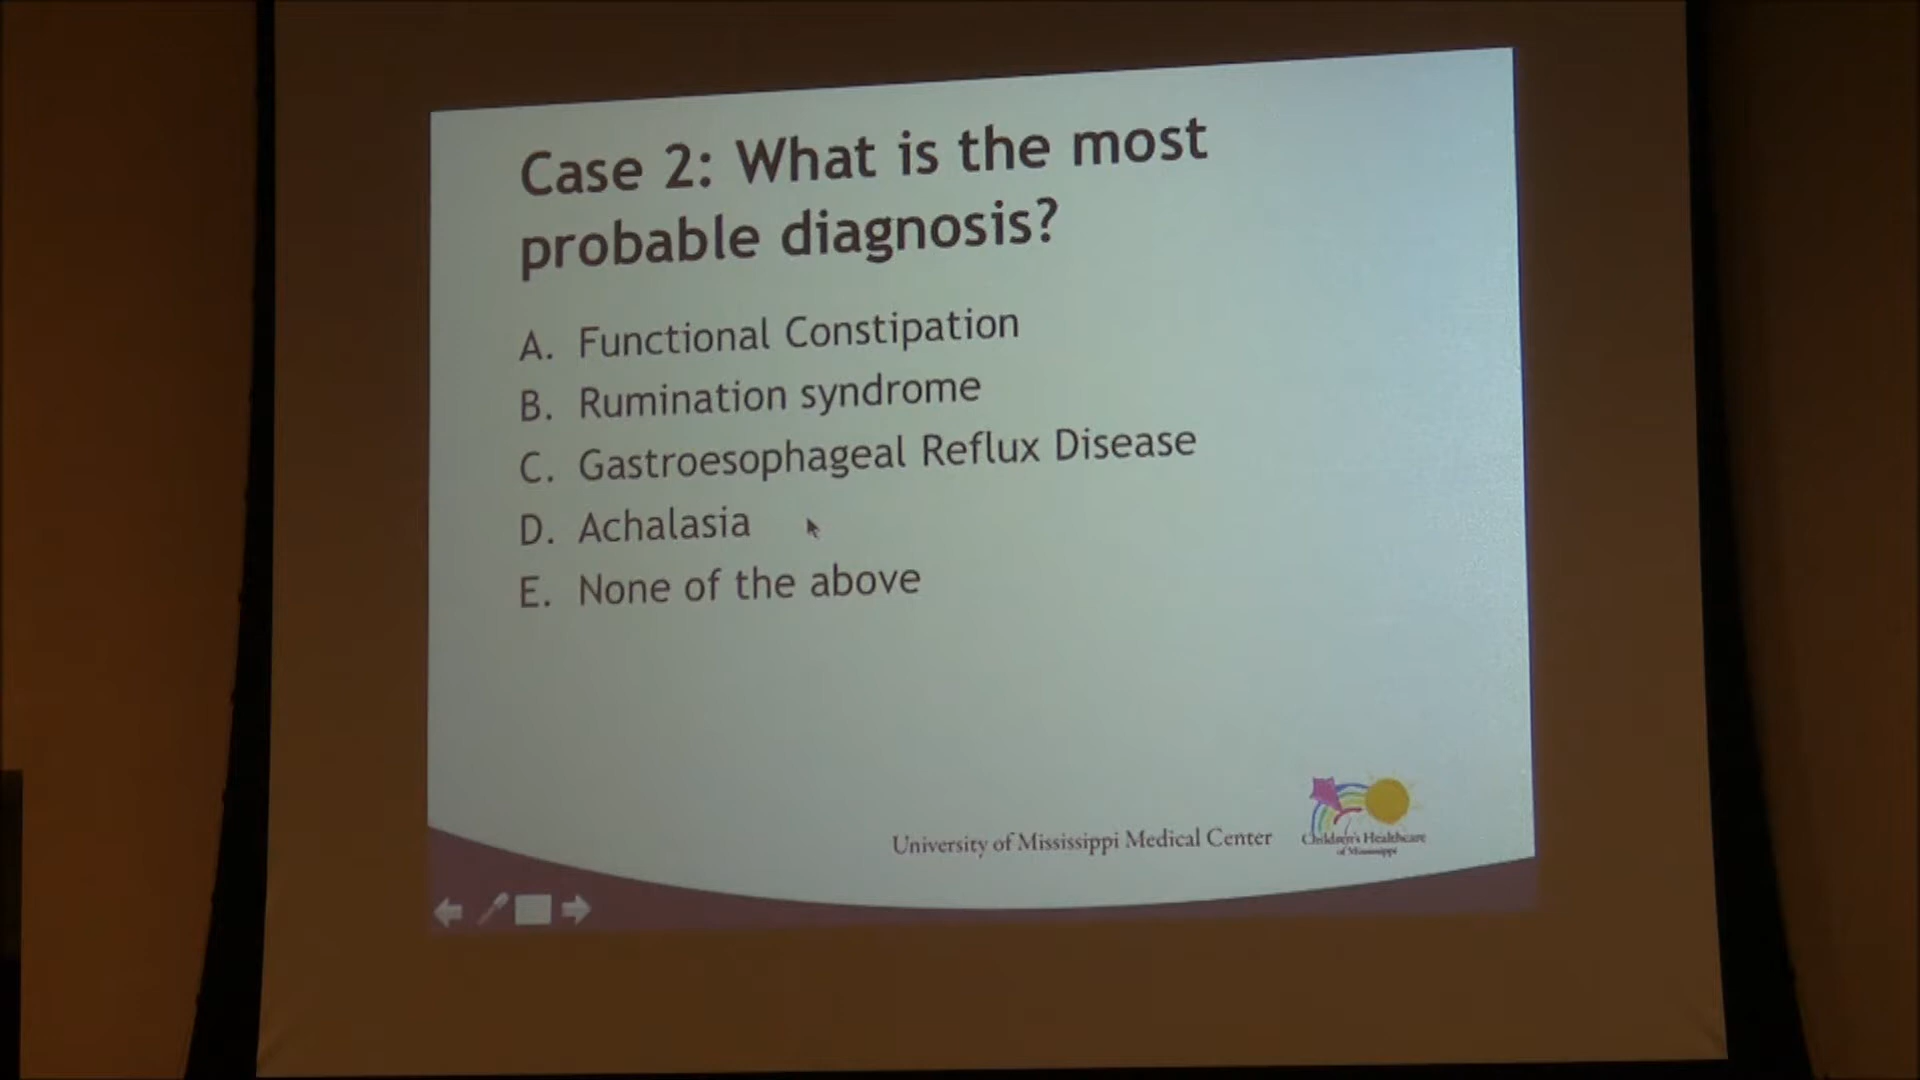 Case 2: What is the most
probable diagnosis?
A. Functional Constipation
B. Rumination syndrome
C. Gastroesophageal Reflux Disease
D. Achalasia
E. None of the above
University of Mississippi Medical Center
Children's Healthcare
of Mississippi